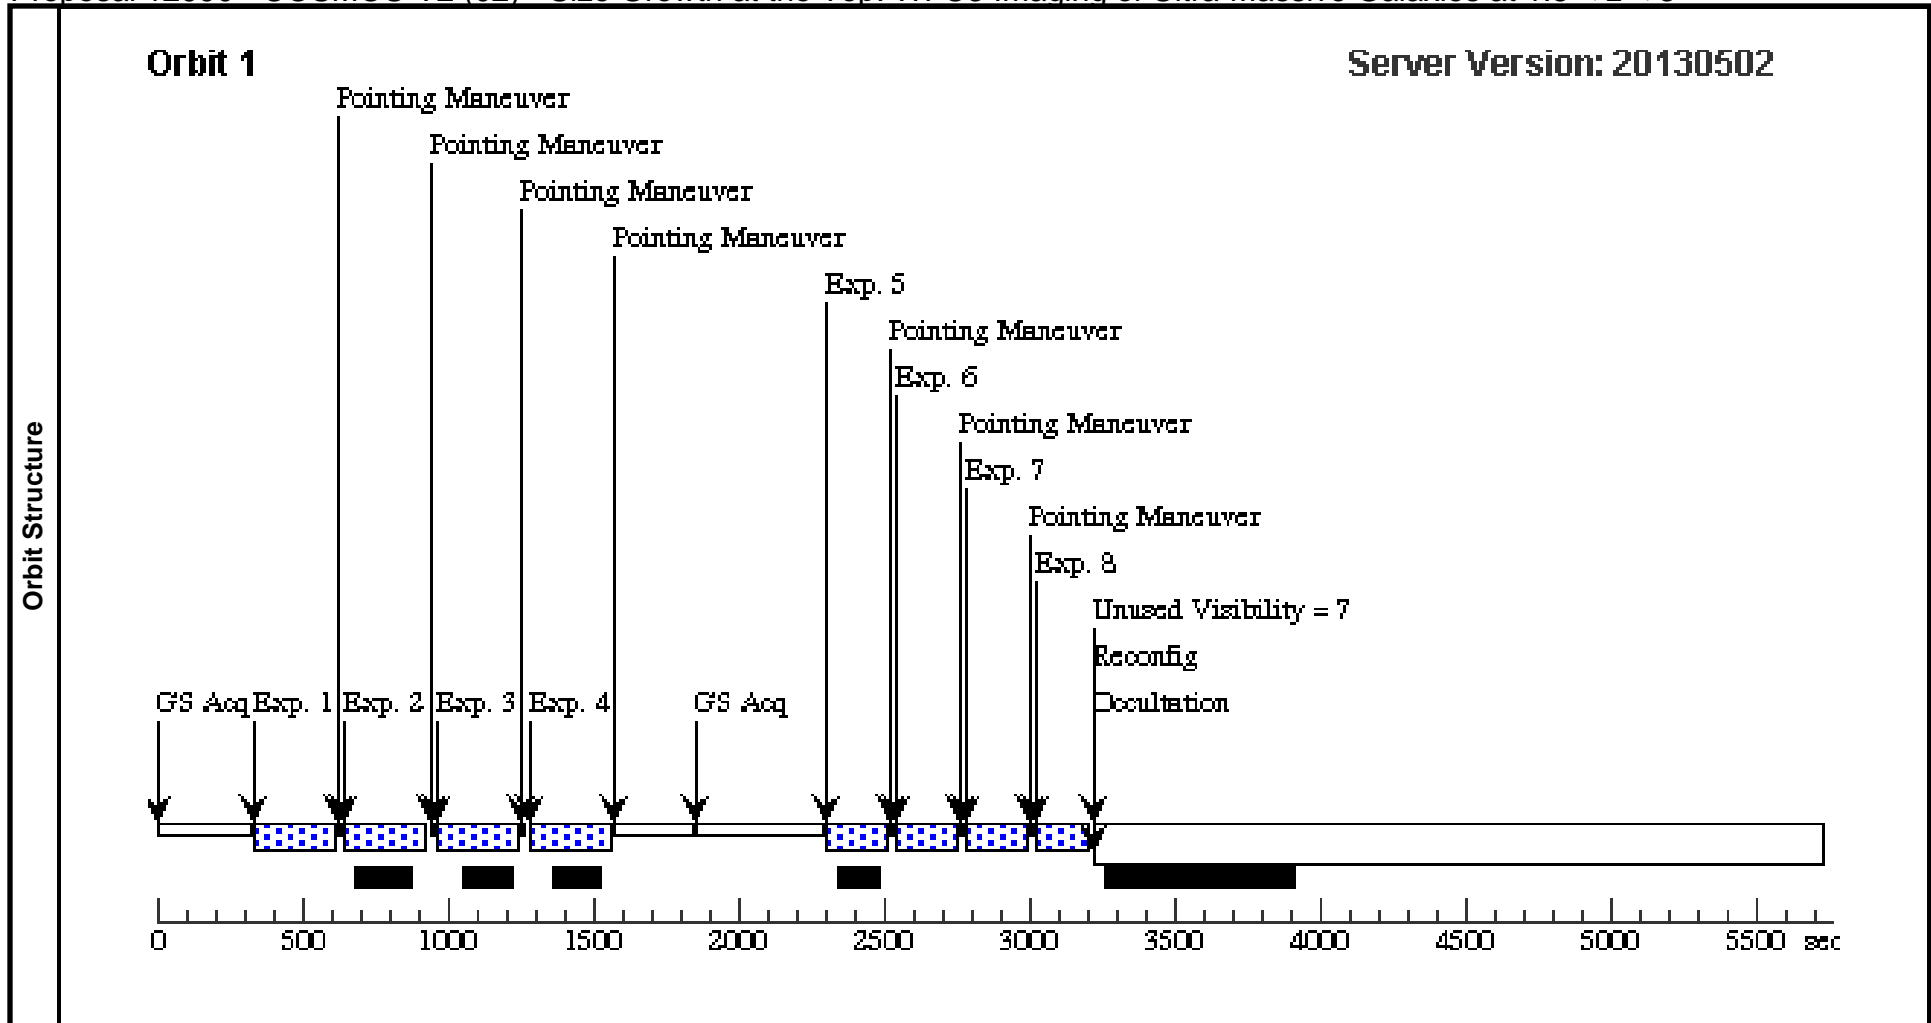 Orbit 1
Server Version: 20130502
Pointing Maneuver
Pointing Maneuver
Pointing Maneuver
Pointing Maneuver
Exp. 5
Pointing Maneuver
Exp. 6
Pointing Maneuver
Exp. 7
Pointing Maneuver
Exp. 8
Unused Visibility = 7
Reconfig
GS Acq Exp. 1 Exp. 2 Exp. 3 Exp. 4 GS Acq Occultation
Orbit Structure
0 500 1000 1500 2000 2500 3000 3500 4000 4500 5000 5500 sec